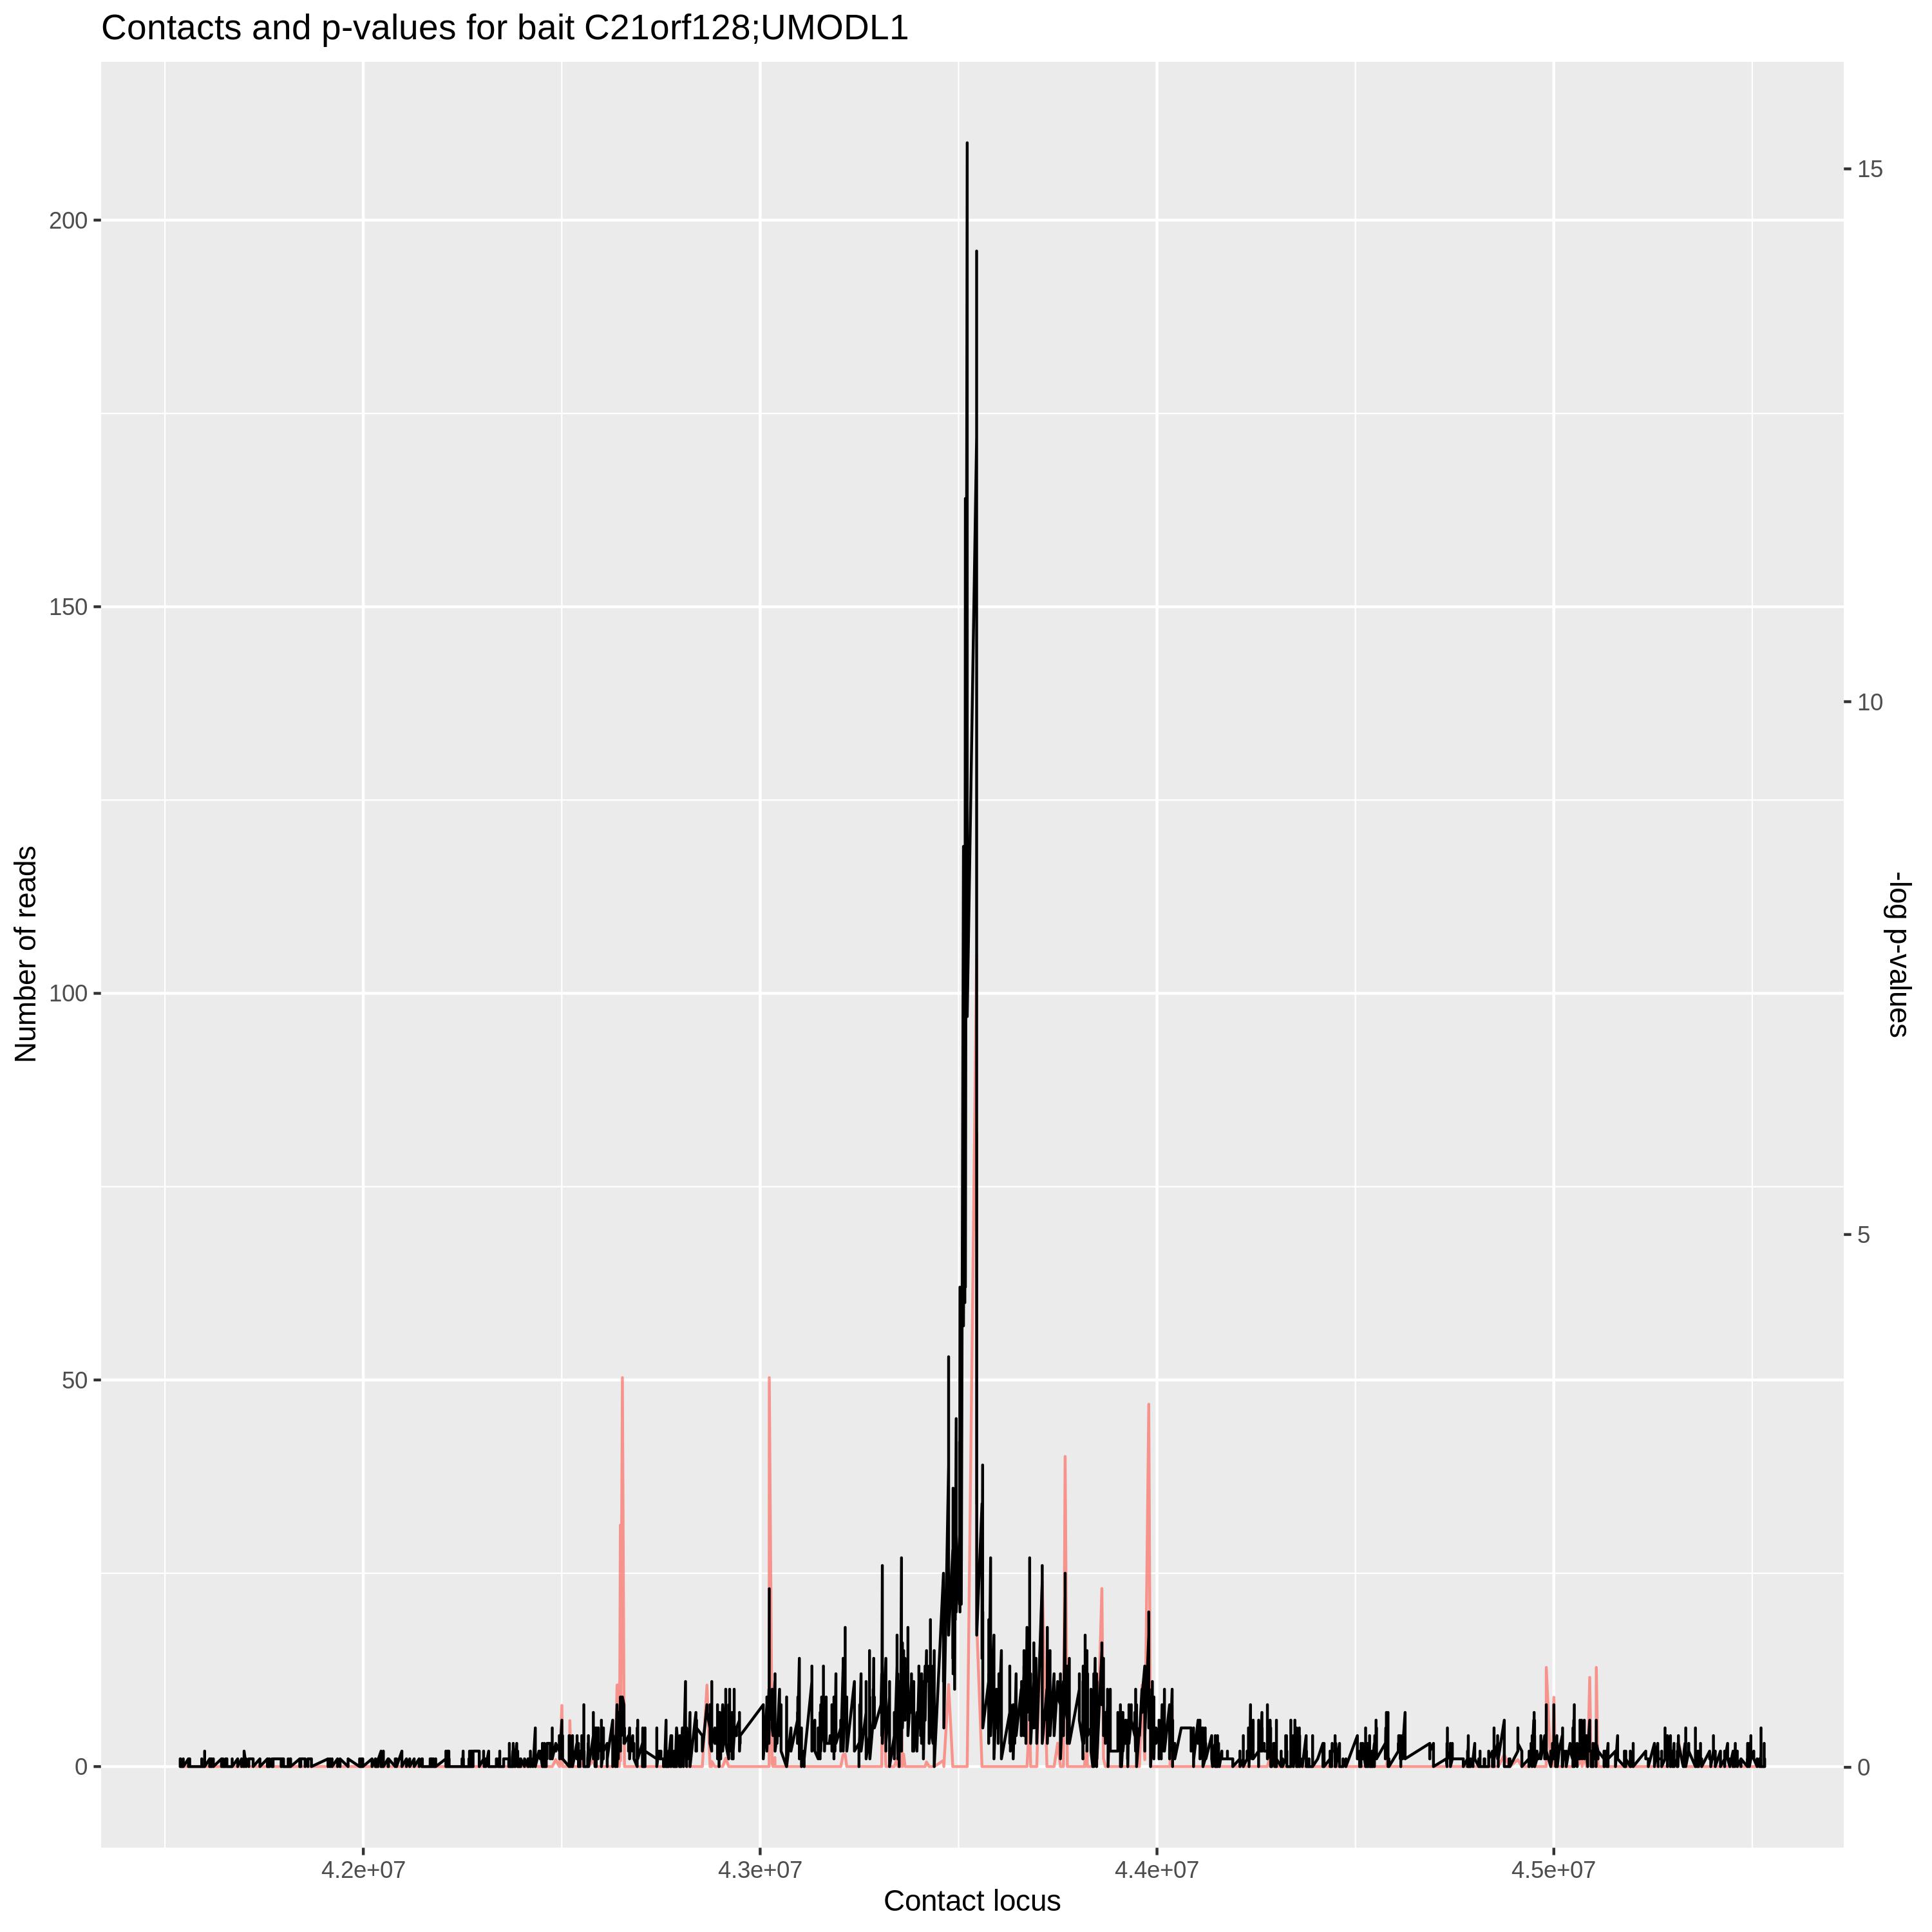 Contacts and p-values for bait C21orf128;UMODL1
200
150
100
50
0
Number of reads
15
10
5
0
-log p-values
4.2e+07
4.3e+07
4.4e+07
4.5e+07
Contact locus